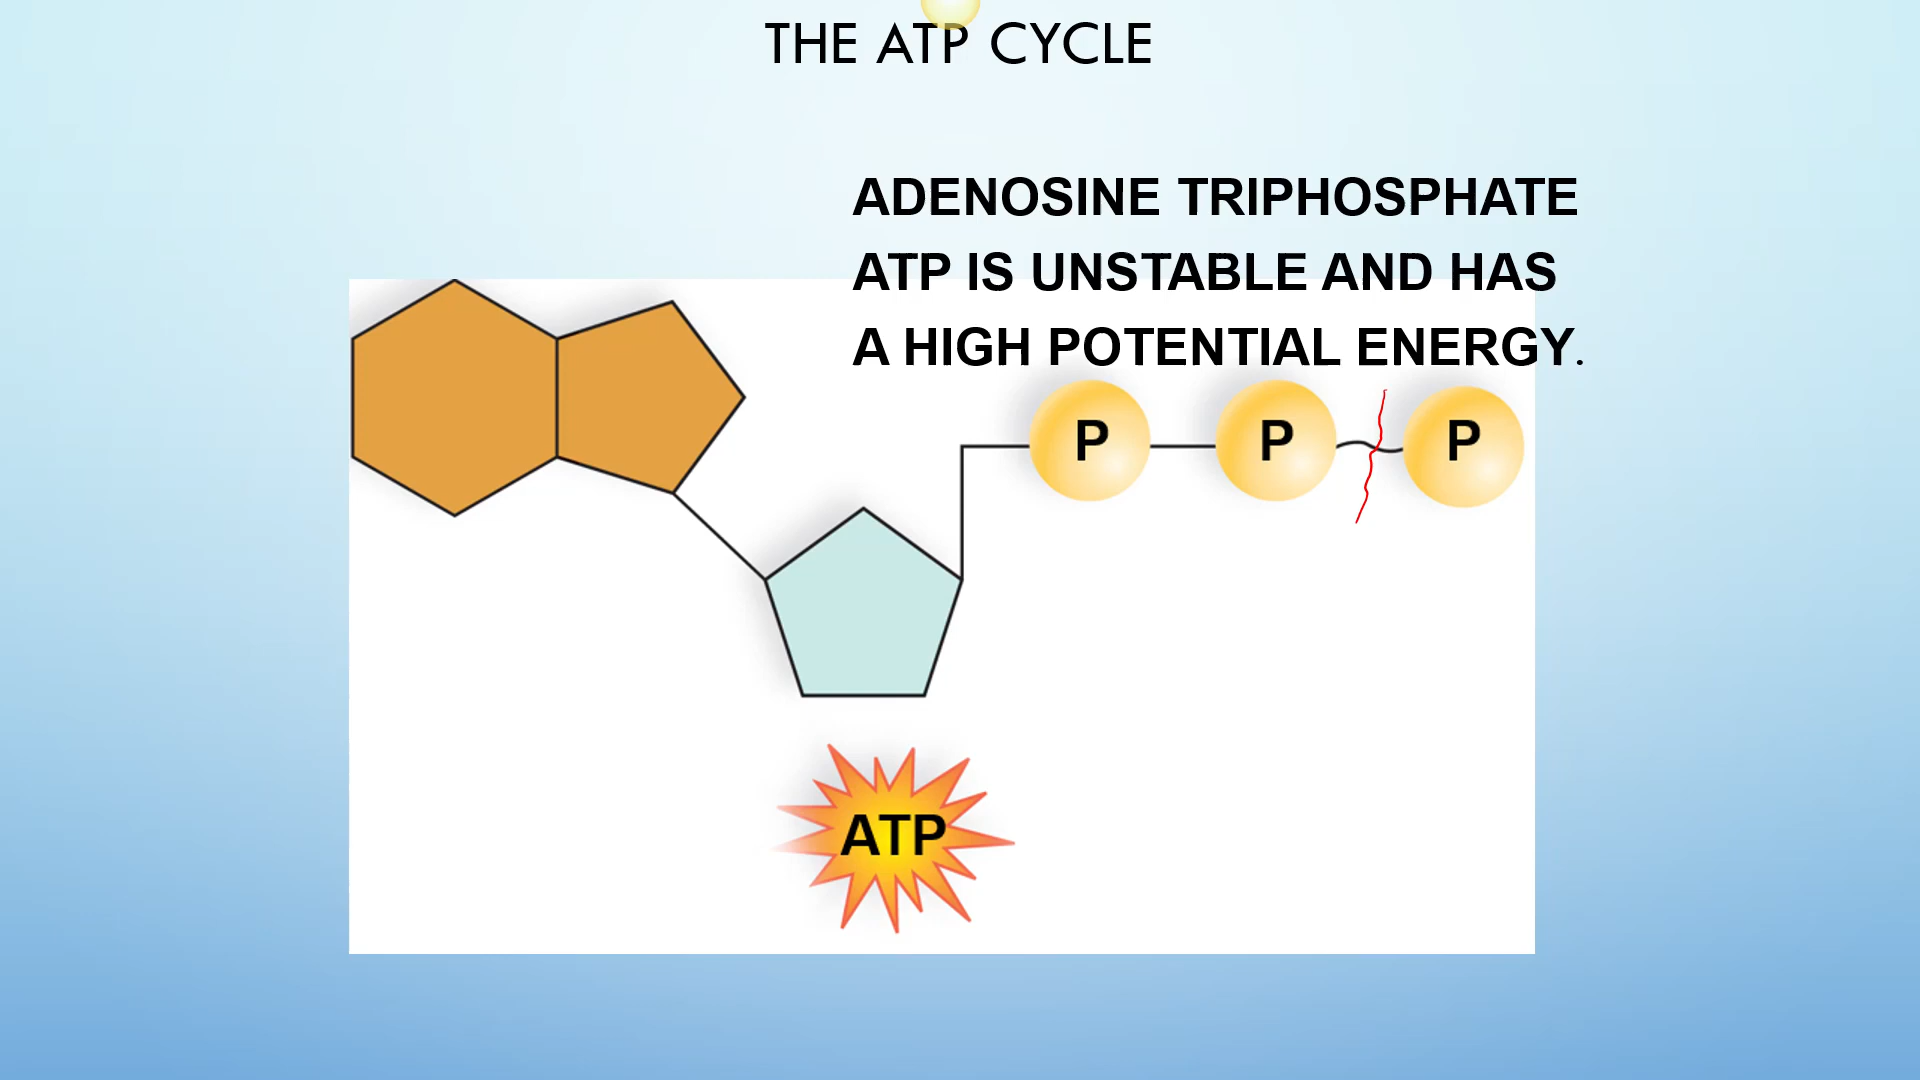 THE ATP CYCLE
ADENOSINE TRIPHOSPHATE
ATP IS UNSTABLE AND HAS
A HIGH POTENTIAL ENERGY.
P P P
ATP